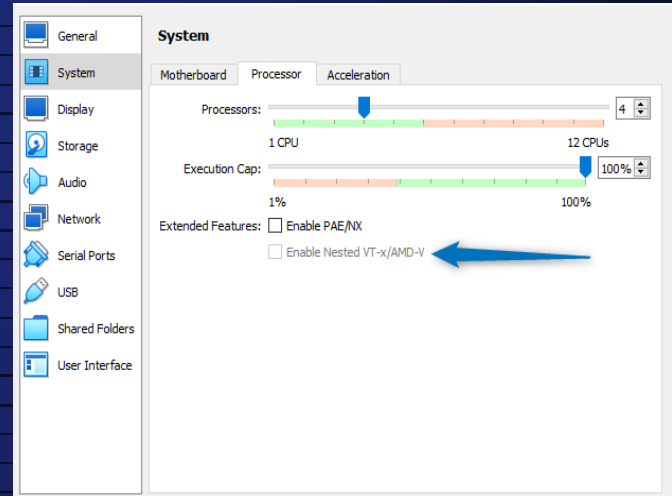 General
System
Display
Storage
Audio
Network
Serial Ports
USB
Shared Folders
User Interface
System
Motherboard Processor Acceleration
Processors: 4
1 CPU 12 CPUs
Execution Cap: 100%
1% 100%
Extended Features: Enable PAE/NX
Enable Nested VT-x/AMD-V